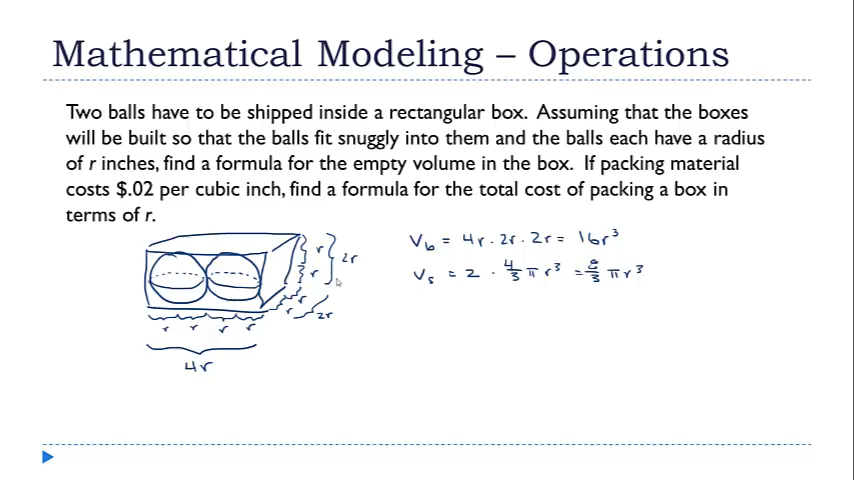 Mathematical Modeling – Operations
Two balls have to be shipped inside a rectangular box. Assuming that the boxes
will be built so that the balls fit snuggly into them and the balls each have a radius
of r inches, find a formula for the empty volume in the box. If packing material
costs $.02 per cubic inch, find a formula for the total cost of packing a box in
terms of r.
V_b = 4r · 2r · 2r = 16r³
V_s = 2 · 4/3 π r³ = 8/3 π r³
r
2r
r
r
r
2r
r r r r
4r